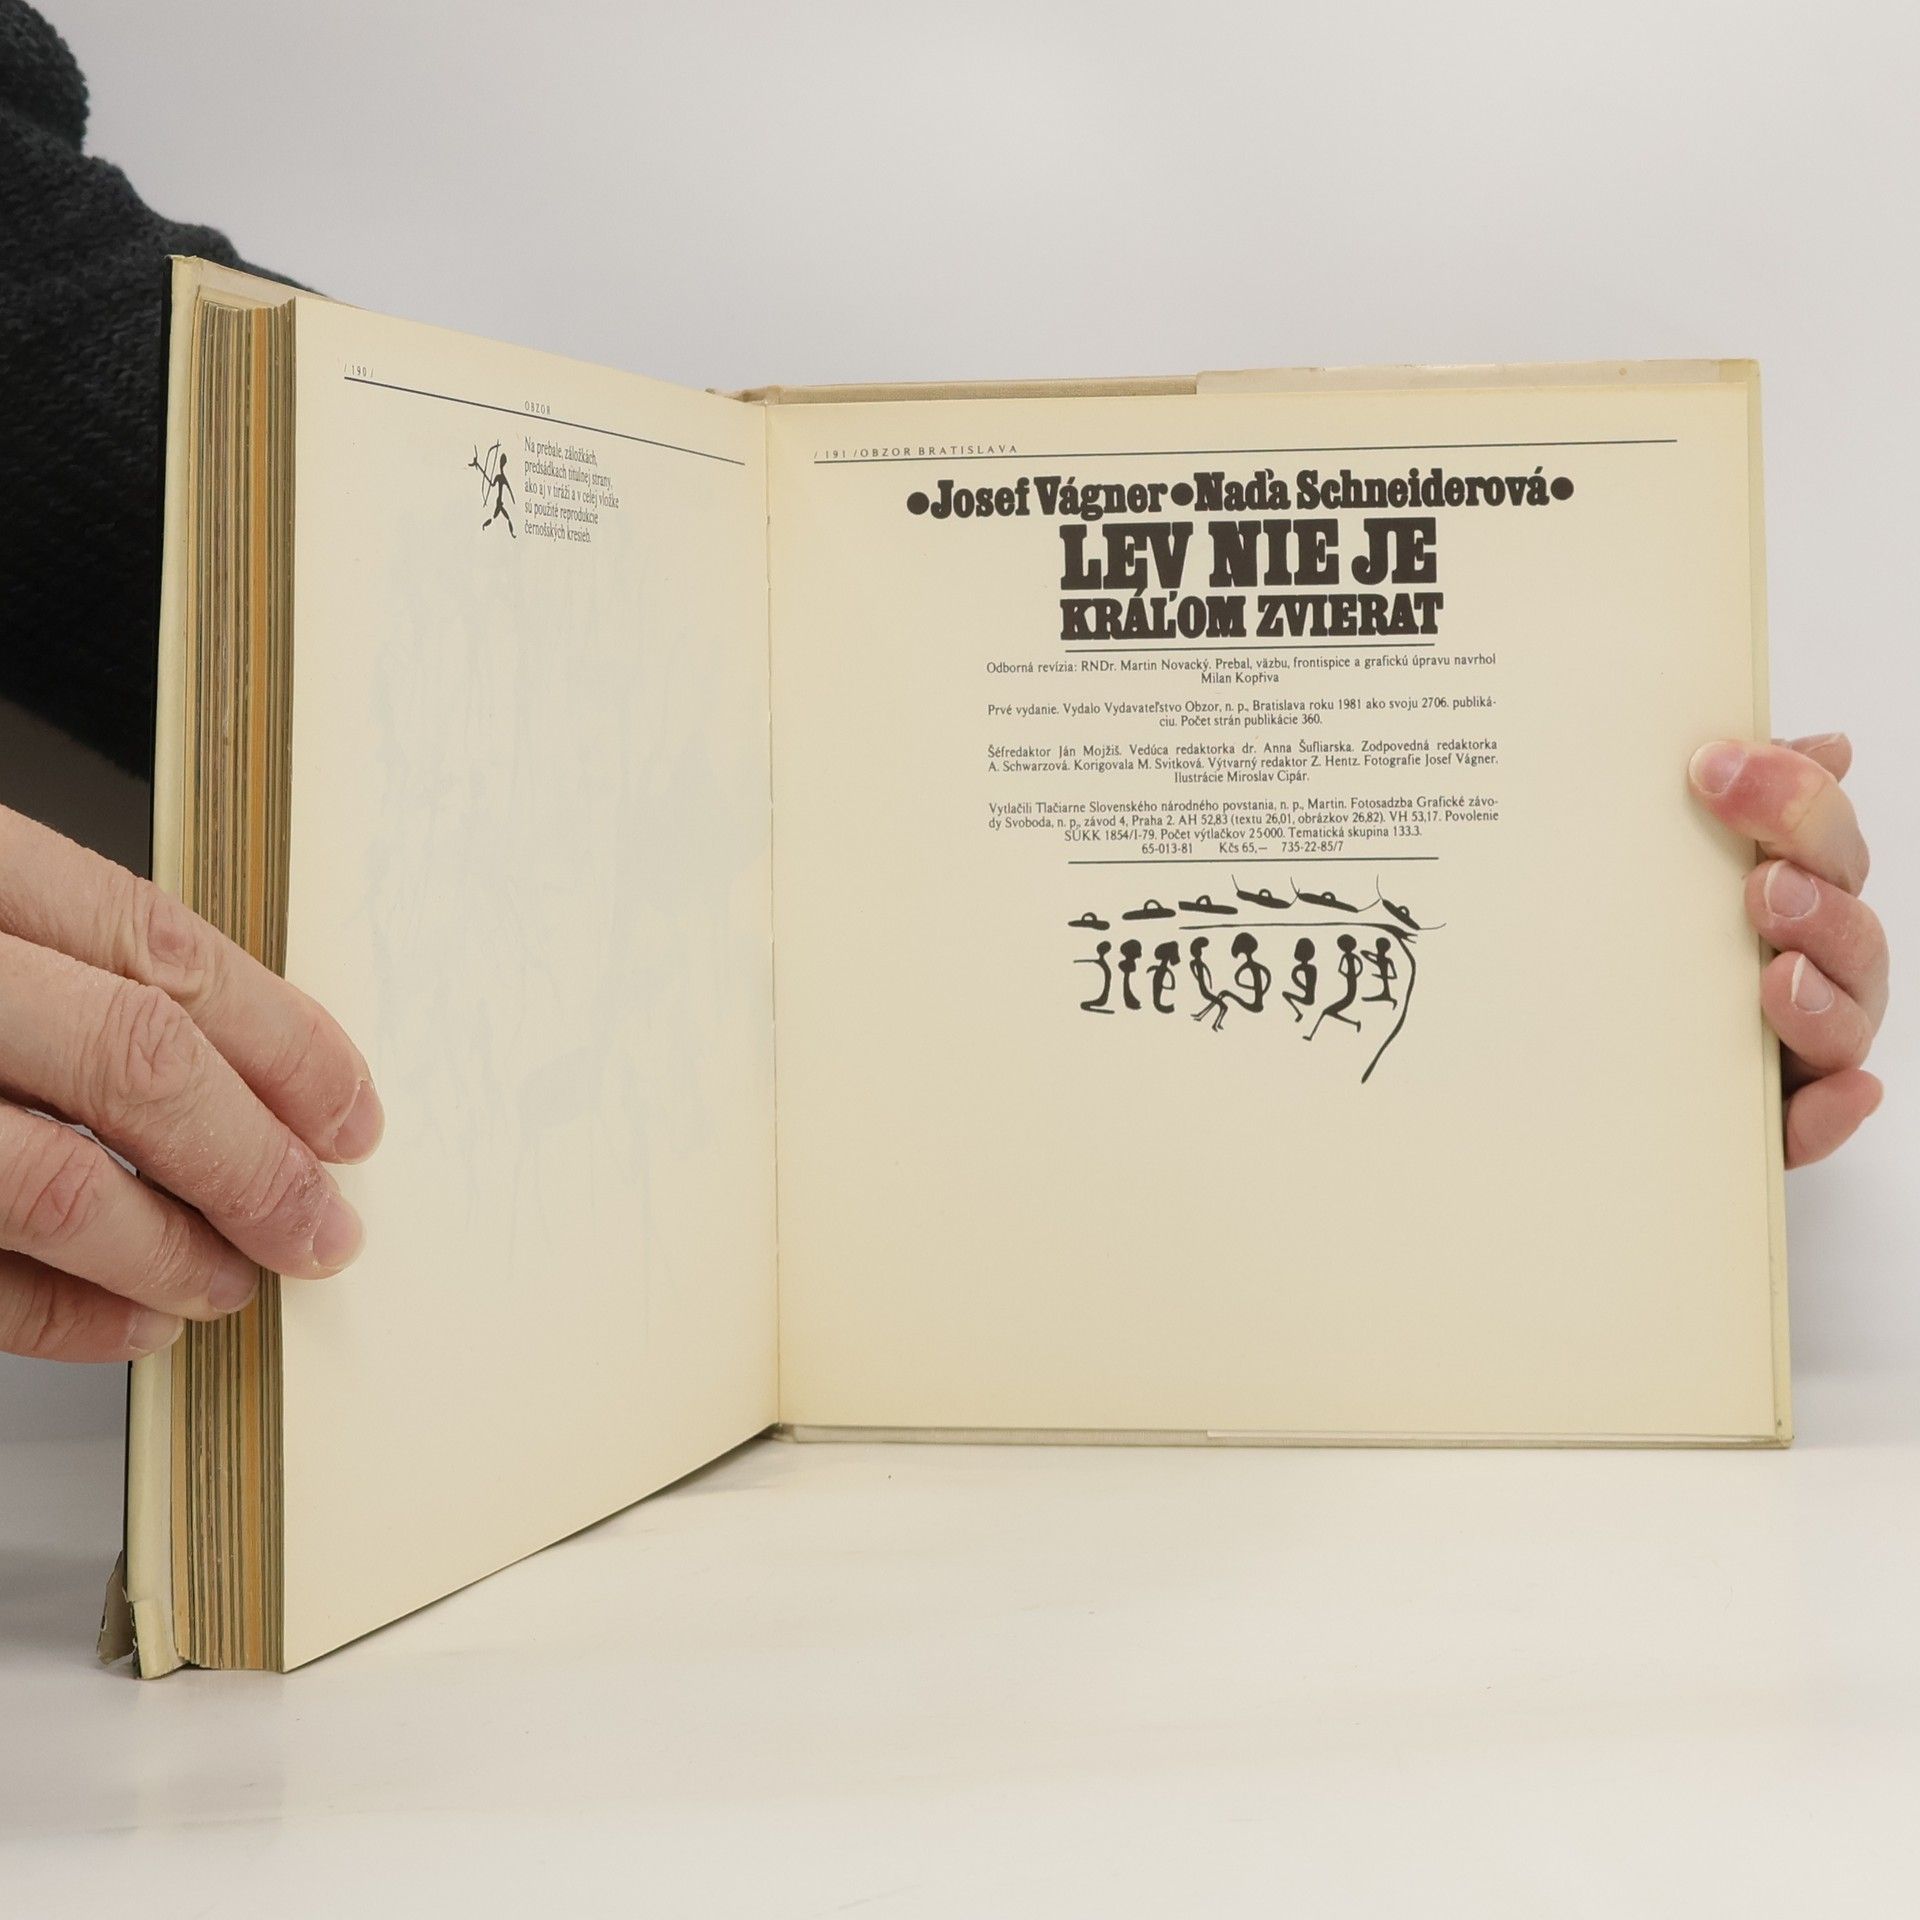 / 190 /
OBZOR
Na prebale, záložkách,
predsádkach titulnej strany,
ako aj v tiráži a v celej vložke
sú použité reprodukcie
černošských kresieb.
/ 191 / OBZOR BRATISLAVA
●Josef Vágner●Naďa Schneiderová●
LEV NIE JE
KRÁĽOM ZVIERAT
Odborná revízia: RNDr. Martin Novacký. Prebal, väzbu, frontispice a grafickú úpravu navrhol
Milan Kopřiva
Prvé vydanie. Vydalo Vydavateľstvo Obzor, n. p., Bratislava roku 1981 ako svoju 2706. publiká-
ciu. Počet strán publikácie 360.
Šéfredaktor Ján Mojžiš. Vedúca redaktorka dr. Anna Šufliarska. Zodpovedná redaktorka
A. Schwarzová. Korigovala M. Svitková. Výtvarný redaktor Z. Hentz. Fotografie Josef Vágner.
Ilustrácie Miroslav Cipár.
Vytlačili Tlačiarne Slovenského národného povstania, n. p., Martin. Fotosadzba Grafické závo-
dy Svoboda, n. p., závod 4, Praha 2. AH 52,83 (textu 26,01, obrázkov 26,82). VH 53,17. Povolenie
SÚKK 1854/I-79. Počet výtlačkov 25 000. Tematická skupina 133.3.
65-013-81 Kčs 65,— 735-22-85/7